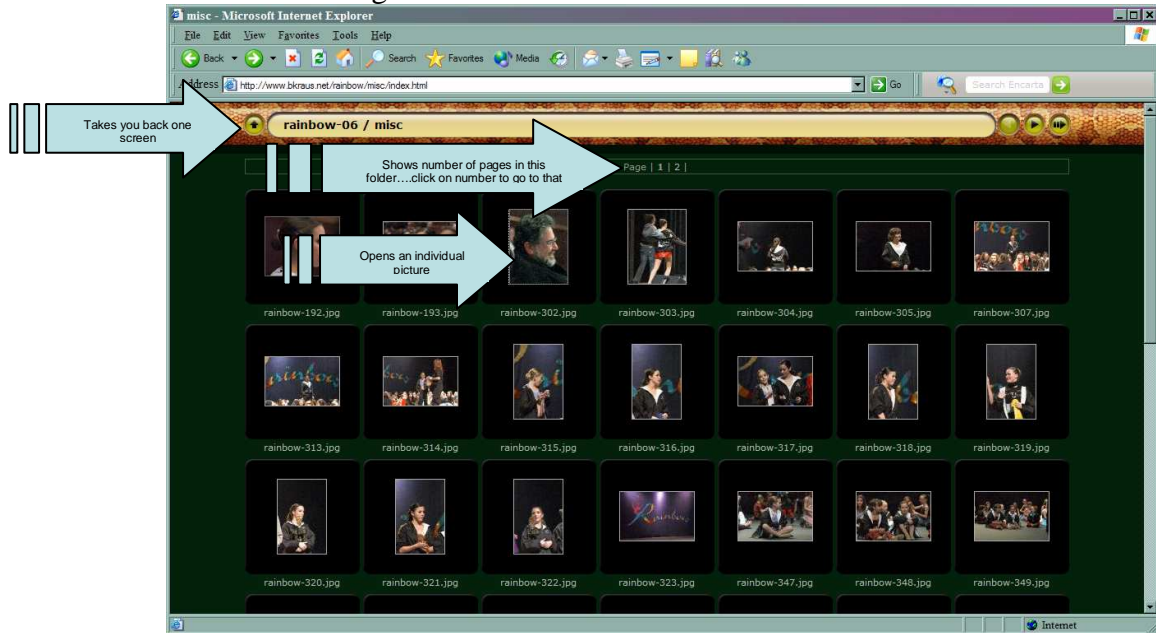 misc - Microsoft Internet Explorer
File Edit View Favorites Tools Help
Back Search Favorites Media
Address http://www.bkraus.net/rainbow/misc/index.html Go Search Encarta
Takes you back one
screen
rainbow-06 / misc
Shows number of pages in this
folder....click on number to go to that
Page | 1 | 2 |
Opens an individual
picture
rainbow-192.jpg rainbow-193.jpg rainbow-302.jpg rainbow-303.jpg rainbow-304.jpg rainbow-305.jpg rainbow-307.jpg
rainbow-313.jpg rainbow-314.jpg rainbow-315.jpg rainbow-316.jpg rainbow-317.jpg rainbow-318.jpg rainbow-319.jpg
rainbow-320.jpg rainbow-321.jpg rainbow-322.jpg rainbow-323.jpg rainbow-347.jpg rainbow-348.jpg rainbow-349.jpg
Internet